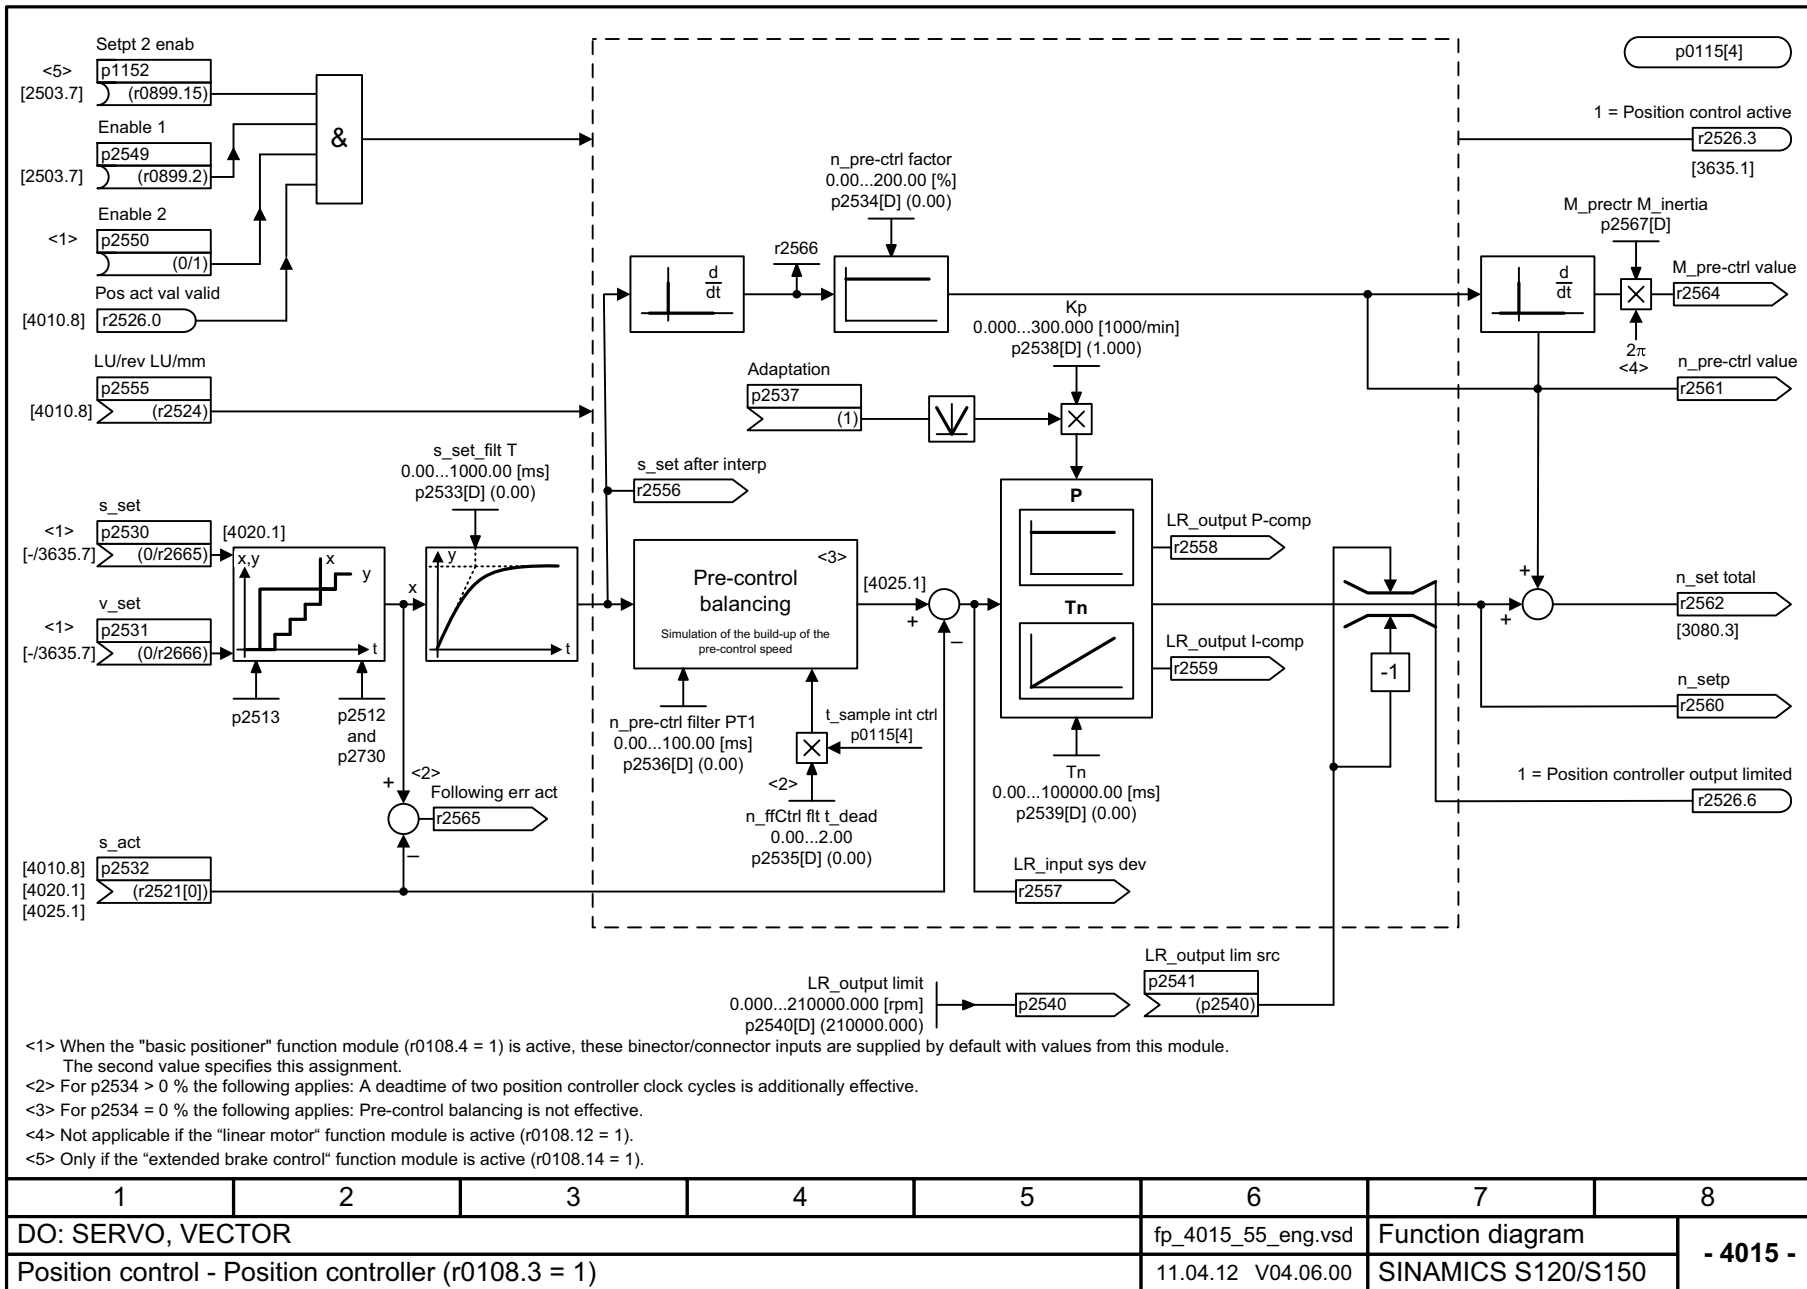 Setpt 2 enab
<5>
p1152
[2503.7]
(r0899.15)
Enable 1
p2549
[2503.7]
(r0899.2)
Enable 2
<1>
p2550
(0/1)
Pos act val valid
[4010.8]
r2526.0
&
LU/rev LU/mm
p2555
[4010.8]
(r2524)
s_set
<1>
p2530
[-/3635.7]
(0/r2665)
[4020.1]
v_set
<1>
p2531
[-/3635.7]
(0/r2666)
x,y
x
y
t
p2513
p2512
and
p2730
x
s_set_filt T
0.00...1000.00 [ms]
p2533[D] (0.00)
y
t
+
<2>
Following err act
r2565
–
s_act
[4010.8]
p2532
[4020.1]
(r2521[0])
[4025.1]
n_pre-ctrl factor
0.00...200.00 [%]
p2534[D] (0.00)
d
dt
r2566
Kp
0.000...300.000 [1000/min]
p2538[D] (1.000)
Adaptation
p2537
(1)
×
s_set after interp
r2556
<3>
Pre-control
balancing
Simulation of the build-up of the
pre-control speed
[4025.1]
+
–
n_pre-ctrl filter PT1
0.00...100.00 [ms]
p2536[D] (0.00)
t_sample int ctrl
p0115[4]
×
<2>
n_ffCtrl flt t_dead
0.00...2.00
p2535[D] (0.00)
P
Tn
LR_output P-comp
r2558
LR_output I-comp
r2559
Tn
0.00...100000.00 [ms]
p2539[D] (0.00)
LR_input sys dev
r2557
-1
LR_output limit
0.000...210000.000 [rpm]
p2540[D] (210000.000)
p2540
LR_output lim src
p2541
(p2540)
p0115[4]
1 = Position control active
r2526.3
[3635.1]
M_prectr M_inertia
p2567[D]
d
dt
×
2π
<4>
M_pre-ctrl value
r2564
n_pre-ctrl value
r2561
+
+
n_set total
r2562
[3080.3]
n_setp
r2560
1 = Position controller output limited
r2526.6
<1> When the "basic positioner" function module (r0108.4 = 1) is active, these binector/connector inputs are supplied by default with values from this module.
The second value specifies this assignment.
<2> For p2534 > 0 % the following applies: A deadtime of two position controller clock cycles is additionally effective.
<3> For p2534 = 0 % the following applies: Pre-control balancing is not effective.
<4> Not applicable if the “linear motor“ function module is active (r0108.12 = 1).
<5> Only if the “extended brake control“ function module is active (r0108.14 = 1).
1 2 3 4 5 6 7 8
DO: SERVO, VECTOR
fp_4015_55_eng.vsd
Function diagram
- 4015 -
Position control - Position controller (r0108.3 = 1)
11.04.12 V04.06.00
SINAMICS S120/S150